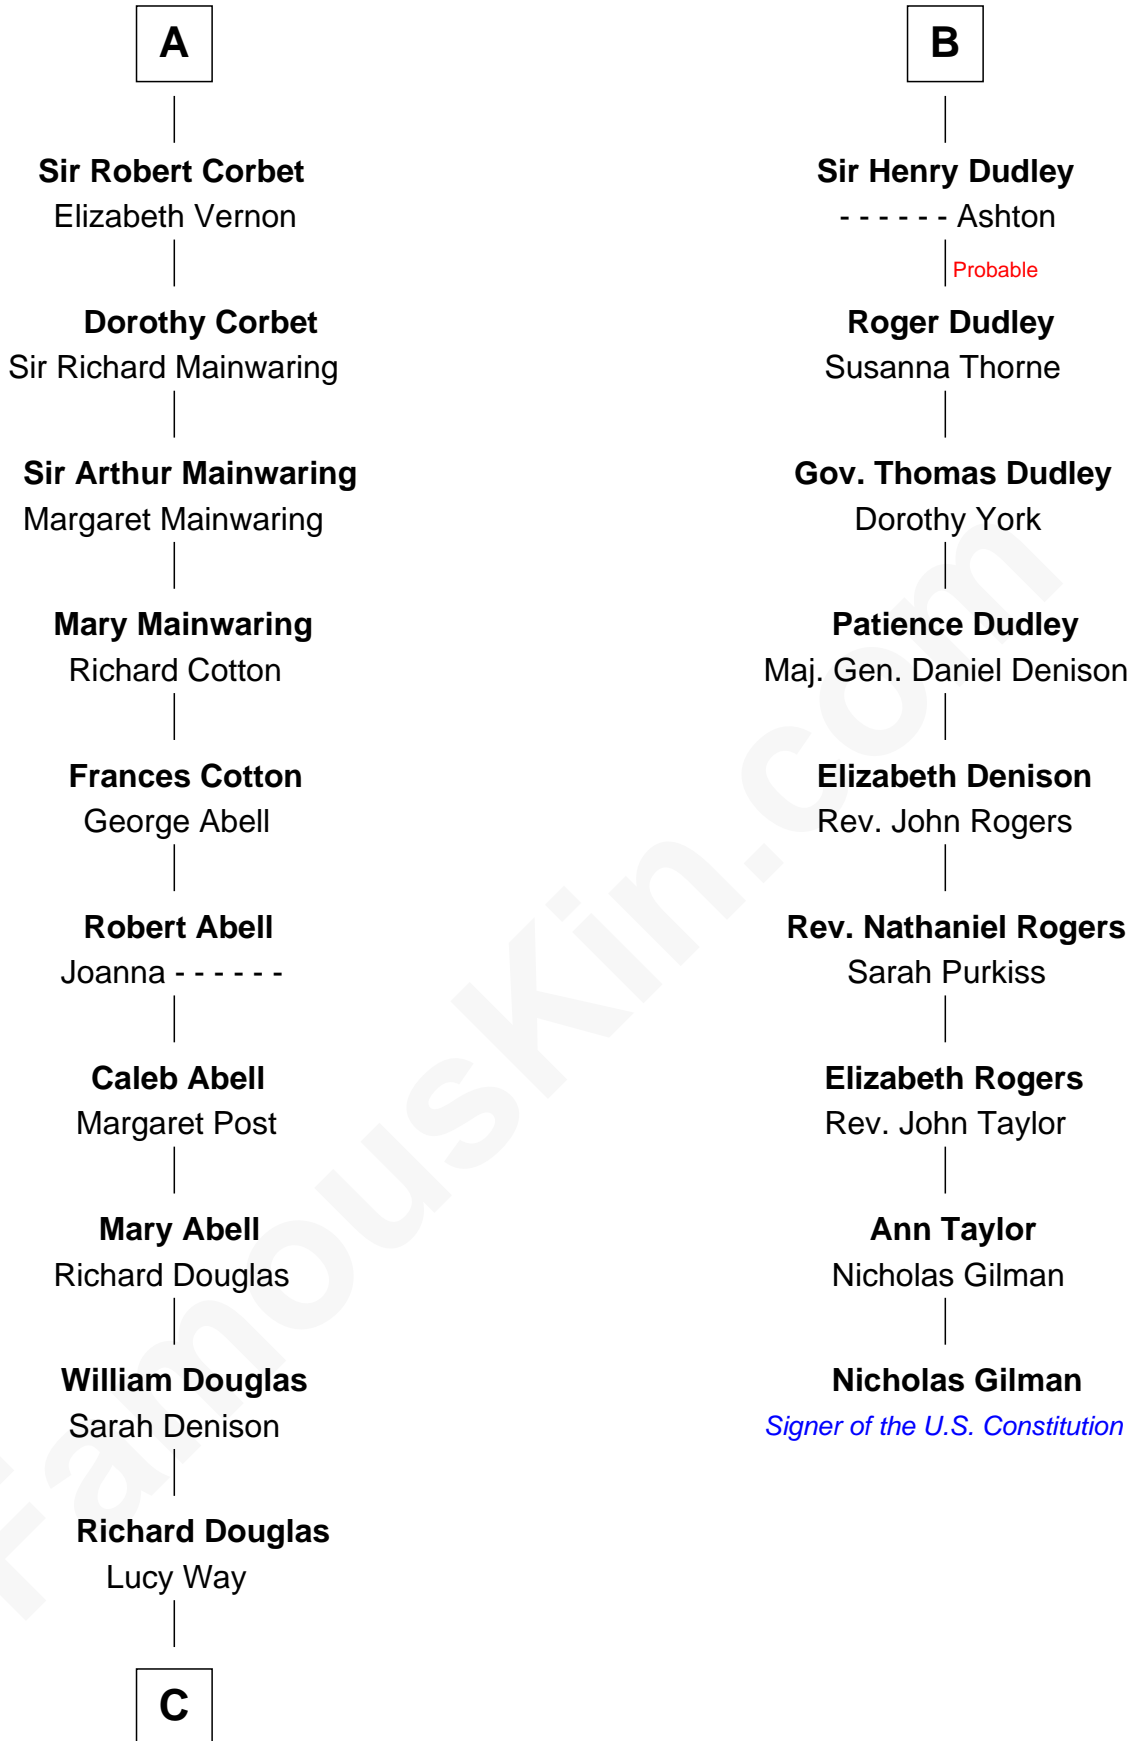 A
Sir Robert Corbet
Elizabeth Vernon
Dorothy Corbet
Sir Richard Mainwaring
Sir Arthur Mainwaring
Margaret Mainwaring
Mary Mainwaring
Richard Cotton
Frances Cotton
George Abell
Robert Abell
Joanna - - - - - -
Caleb Abell
Margaret Post
Mary Abell
Richard Douglas
William Douglas
Sarah Denison
Richard Douglas
Lucy Way
C
B
Sir Henry Dudley
- - - - - - Ashton
Probable
Roger Dudley
Susanna Thorne
Gov. Thomas Dudley
Dorothy York
Patience Dudley
Maj. Gen. Daniel Denison
Elizabeth Denison
Rev. John Rogers
Rev. Nathaniel Rogers
Sarah Purkiss
Elizabeth Rogers
Rev. John Taylor
Ann Taylor
Nicholas Gilman
Nicholas Gilman
Signer of the U.S. Constitution
FamousKin.com